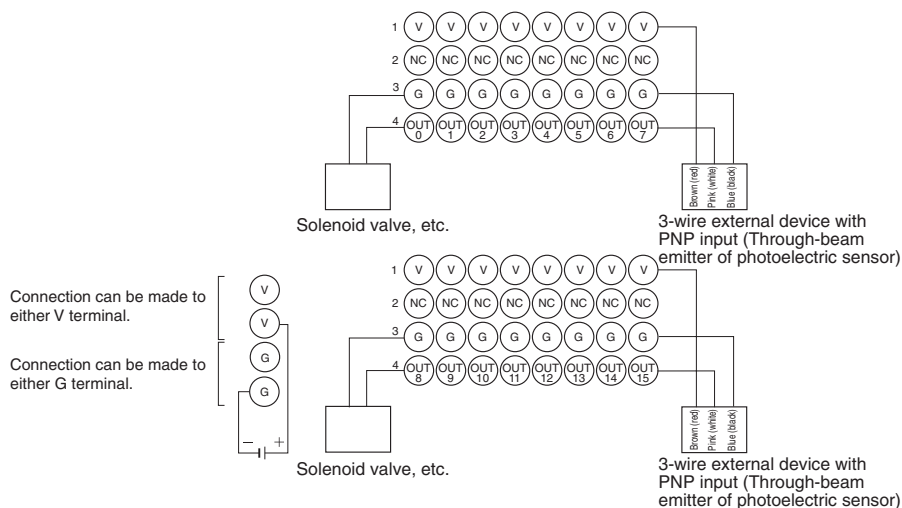 1 V V V V V V V V
2 NC NC NC NC NC NC NC NC
3 G G G G G G G G
4 OUT 0 OUT 1 OUT 2 OUT 3 OUT 4 OUT 5 OUT 6 OUT 7
Brown (red)
Pink (white)
Blue (black)
Solenoid valve, etc.
3-wire external device with
PNP input (Through-beam
emitter of photoelectric sensor)
Connection can be made to
either V terminal.
Connection can be made to
either G terminal.
V
V
G
G
− +
1 V V V V V V V V
2 NC NC NC NC NC NC NC NC
3 G G G G G G G G
4 OUT 8 OUT 9 OUT 10 OUT 11 OUT 12 OUT 13 OUT 14 OUT 15
Brown (red)
Pink (white)
Blue (black)
Solenoid valve, etc.
3-wire external device with
PNP input (Through-beam
emitter of photoelectric sensor)